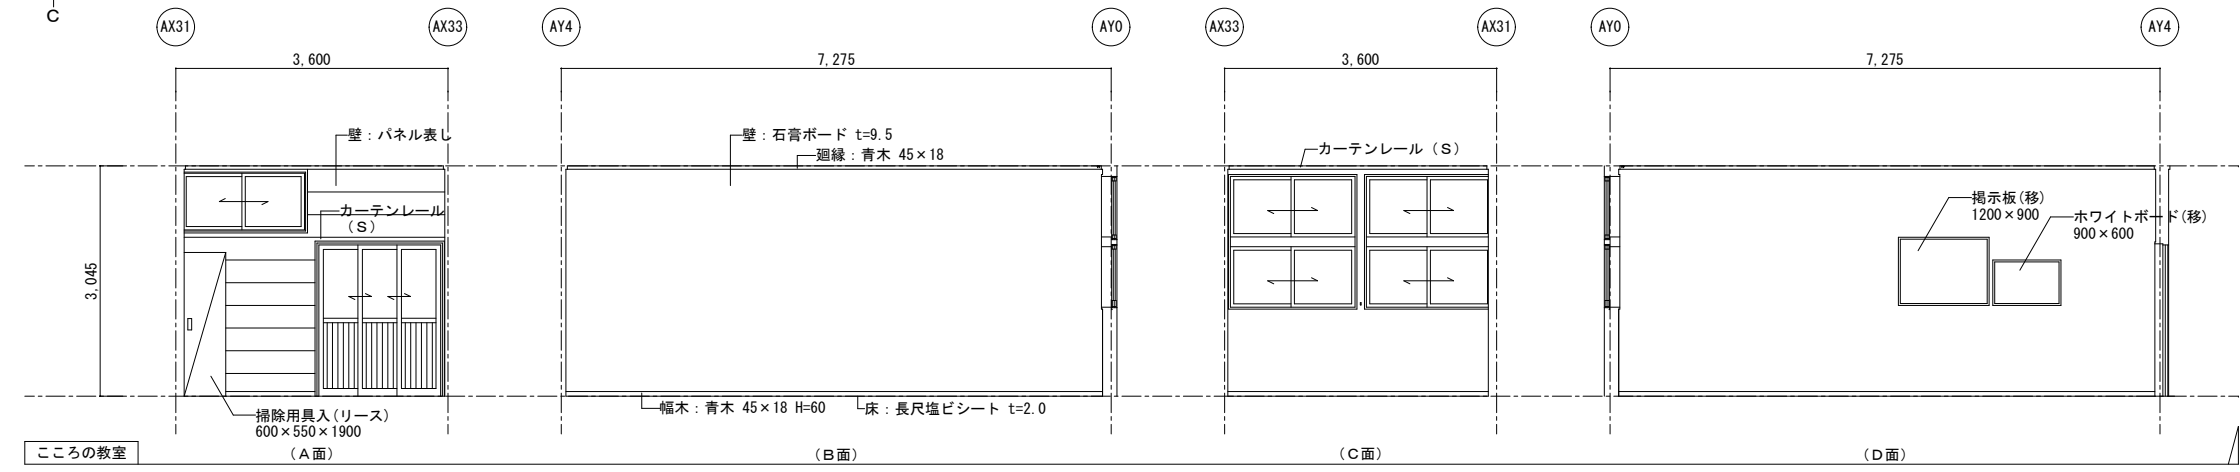 C
AX31
AX33
AY4
AY0
AX33
AX31
AY0
AY4
3,600
7,275
3,600
7,275
壁：パネル表し
壁：石膏ボード t=9.5
廻縁：青木 45×18
カーテンレール（S）
カーテンレール
（S）
掲示板(移)
1200×900
ホワイトボード(移)
900×600
3,045
掃除用具入(リース)
600×550×1900
幅木：青木 45×18 H=60
床：長尺塩ビシート t=2.0
こころの教室
（A面）
（B面）
（C面）
（D面）